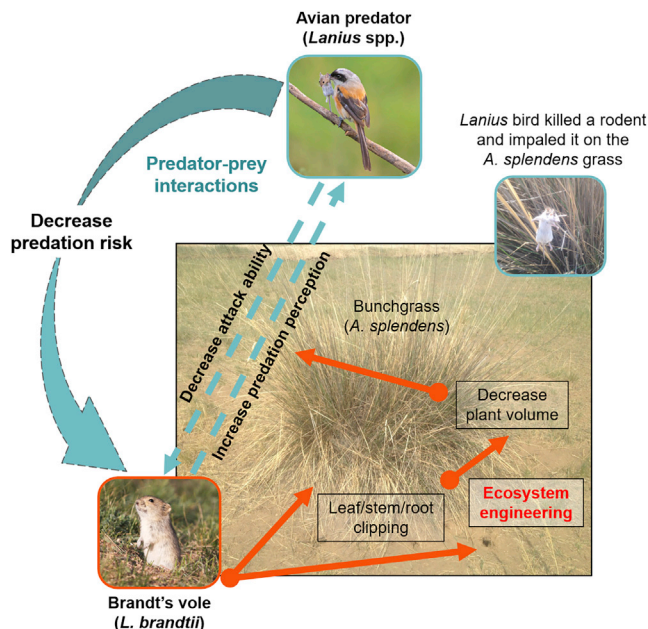 Avian predator
(Lanius spp.)
Lanius bird killed a rodent
and impaled it on the
A. splendens grass
Predator-prey
interactions
Decrease
predation risk
Decrease attack ability
Increase predation perception
Bunchgrass
(A. splendens)
Decrease
plant volume
Leaf/stem/root
clipping
Ecosystem
engineering
Brandt's vole
(L. brandtii)